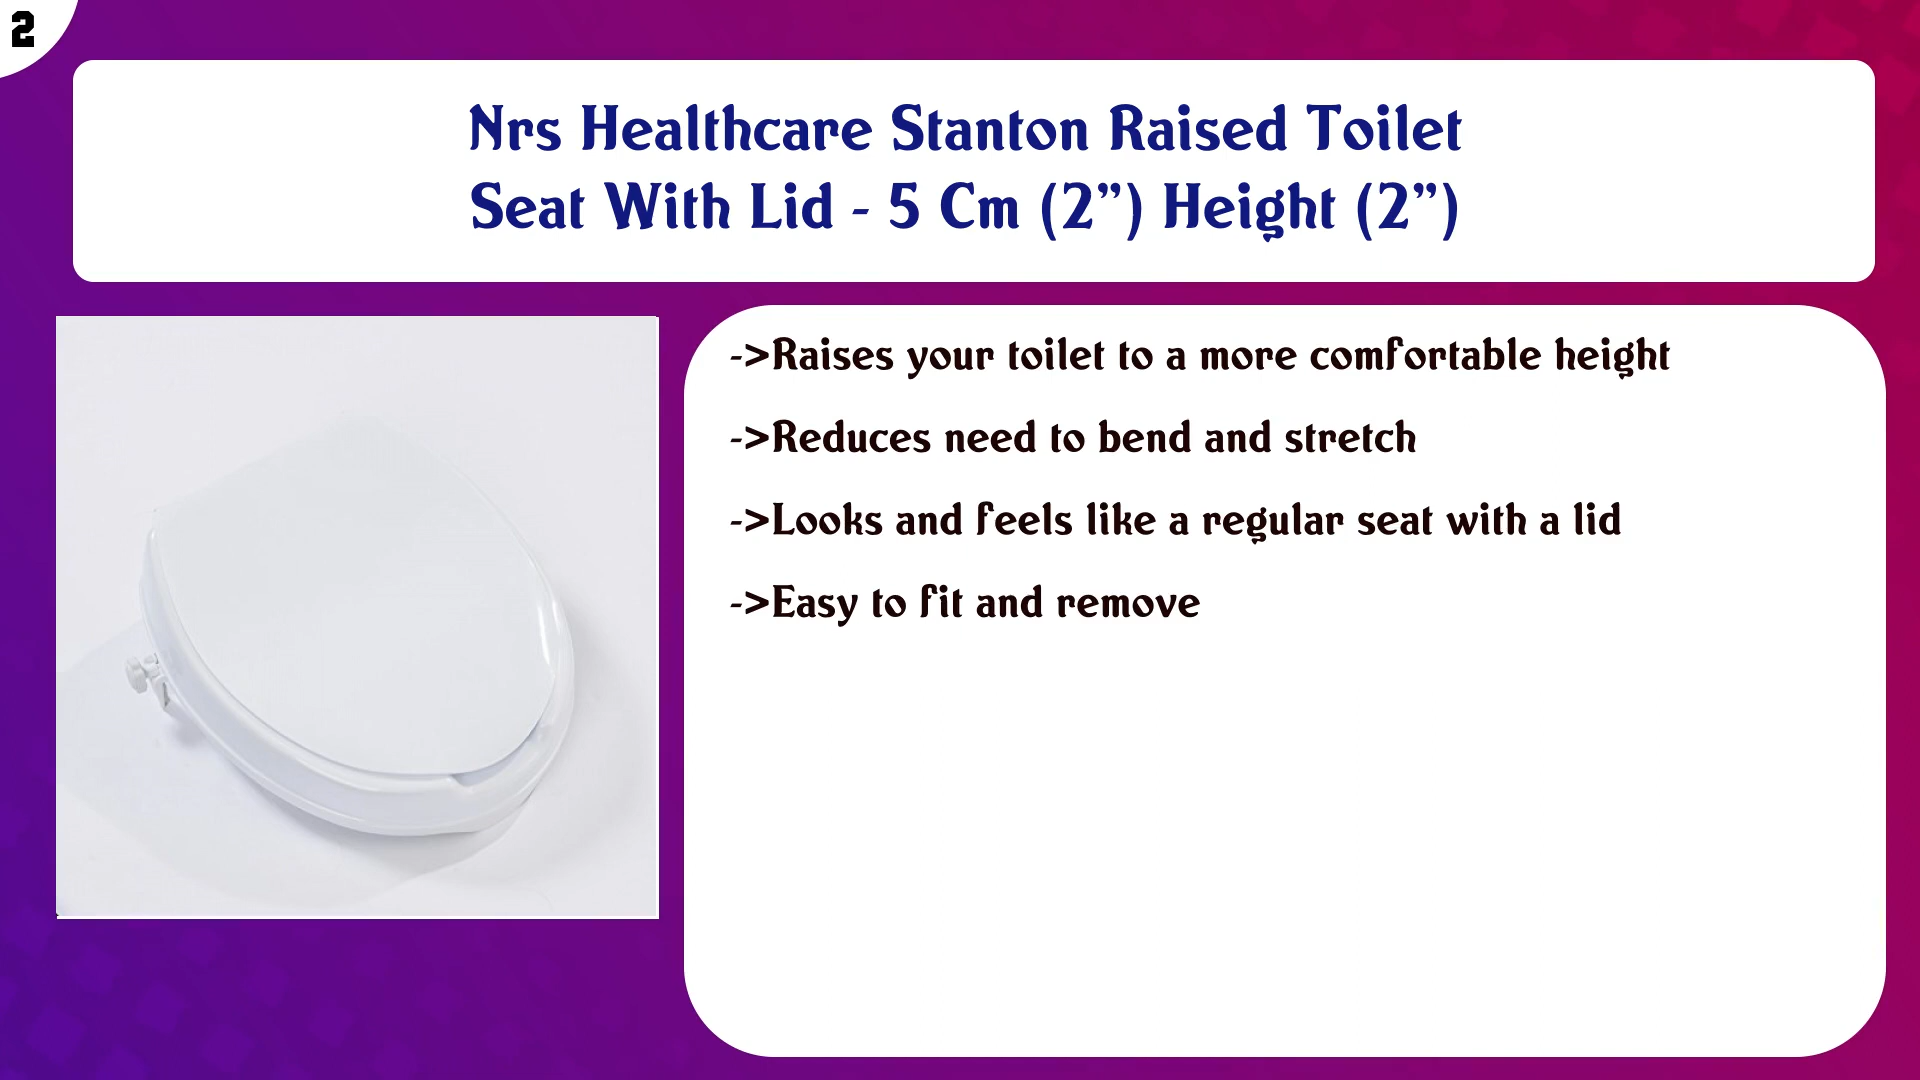 2
Nrs Healthcare Stanton Raised Toilet
Seat With Lid - 5 Cm (2”) Height (2”)
->Raises your toilet to a more comfortable height
->Reduces need to bend and stretch
->Looks and feels like a regular seat with a lid
->Easy to fit and remove